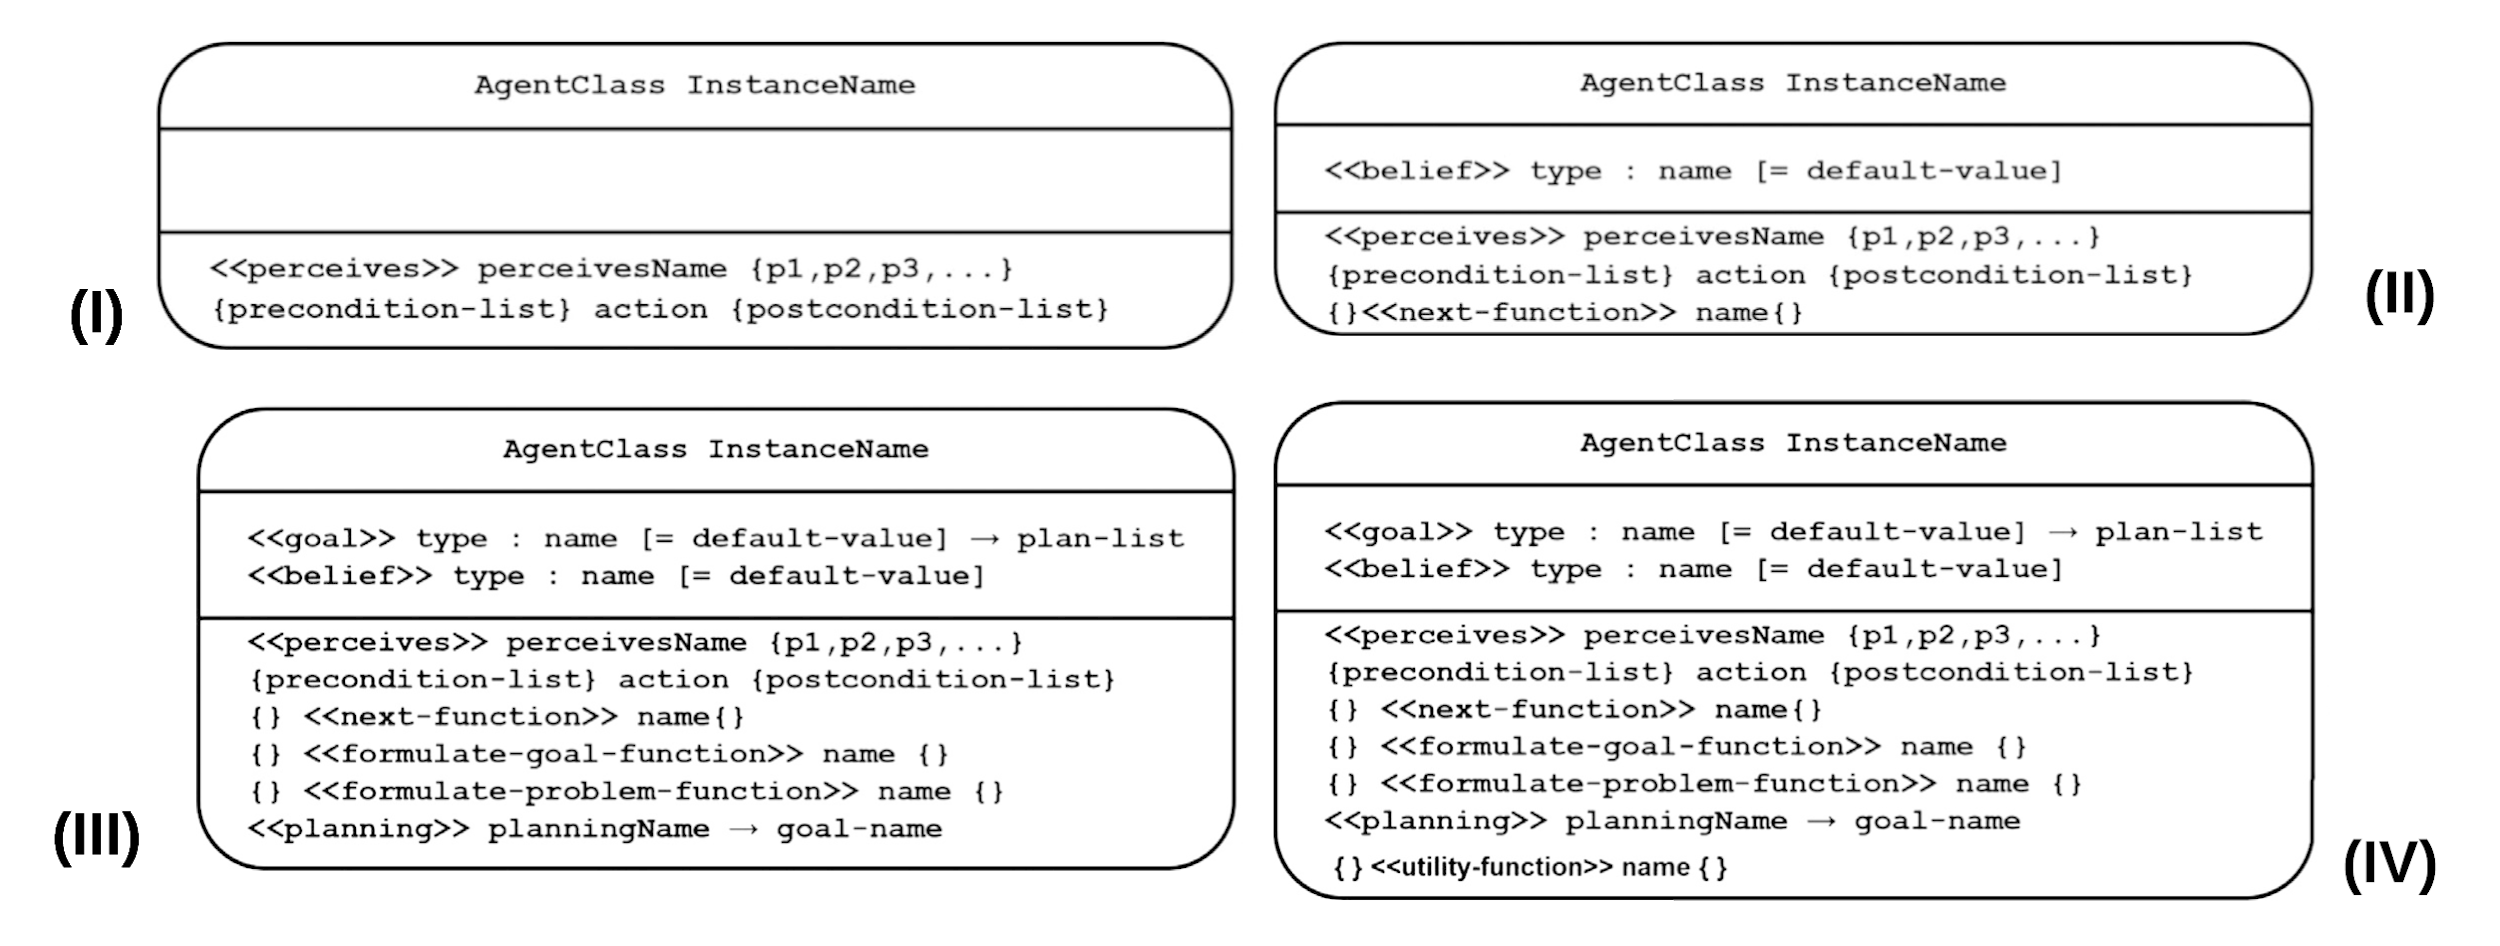 AgentClass InstanceName
<<perceives>> perceivesName {p1,p2,p3,...}
{precondition-list} action {postcondition-list}
(I)
AgentClass InstanceName
<<belief>> type : name [= default-value]
<<perceives>> perceivesName {p1,p2,p3,...}
{precondition-list} action {postcondition-list}
{}<<next-function>> name{}
(II)
AgentClass InstanceName
<<goal>> type : name [= default-value] → plan-list
<<belief>> type : name [= default-value]
<<perceives>> perceivesName {p1,p2,p3,...}
{precondition-list} action {postcondition-list}
{} <<next-function>> name{}
{} <<formulate-goal-function>> name {}
{} <<formulate-problem-function>> name {}
<<planning>> planningName → goal-name
(III)
AgentClass InstanceName
<<goal>> type : name [= default-value] → plan-list
<<belief>> type : name [= default-value]
<<perceives>> perceivesName {p1,p2,p3,...}
{precondition-list} action {postcondition-list}
{} <<next-function>> name{}
{} <<formulate-goal-function>> name {}
{} <<formulate-problem-function>> name {}
<<planning>> planningName → goal-name
{} <<utility-function>> name {}
(IV)